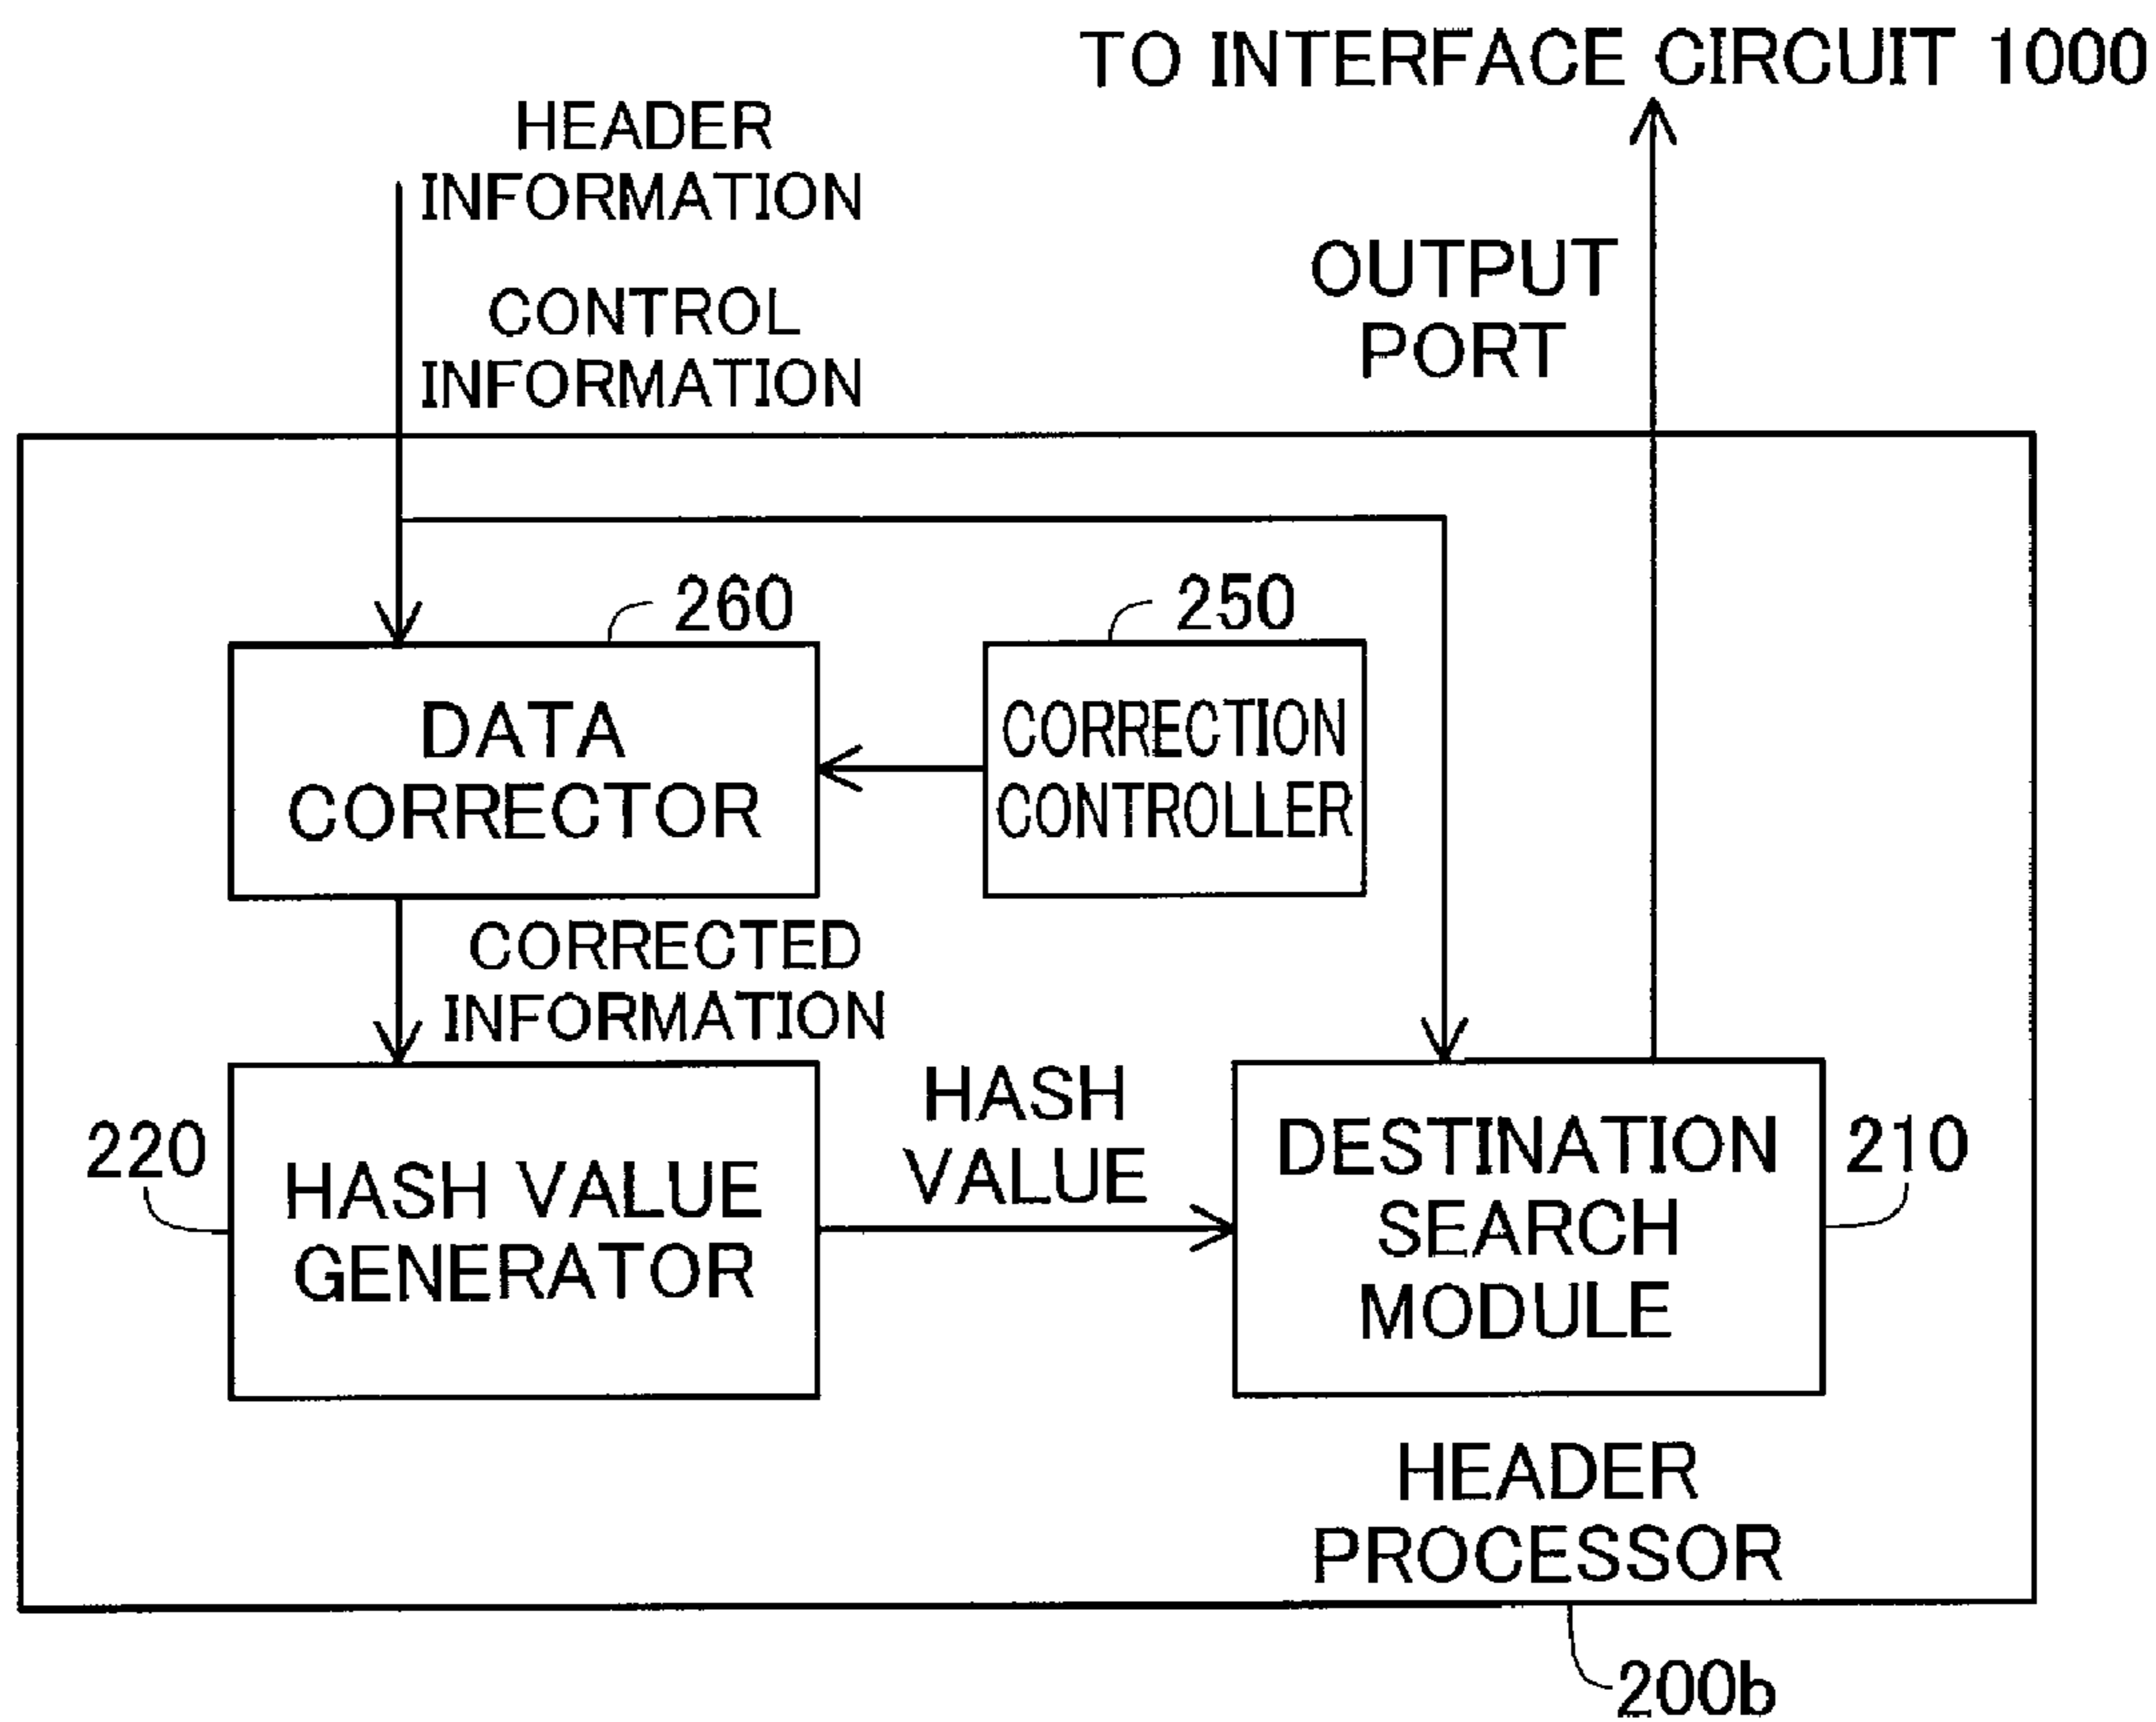 TO INTERFACE CIRCUIT 1000
HEADER
INFORMATION
CONTROL
INFORMATION
OUTPUT
PORT
260
250
DATA
CORRECTOR
CORRECTION
CONTROLLER
CORRECTED
INFORMATION
220
HASH VALUE
GENERATOR
HASH
VALUE
DESTINATION
SEARCH
MODULE
210
HEADER
PROCESSOR
200b